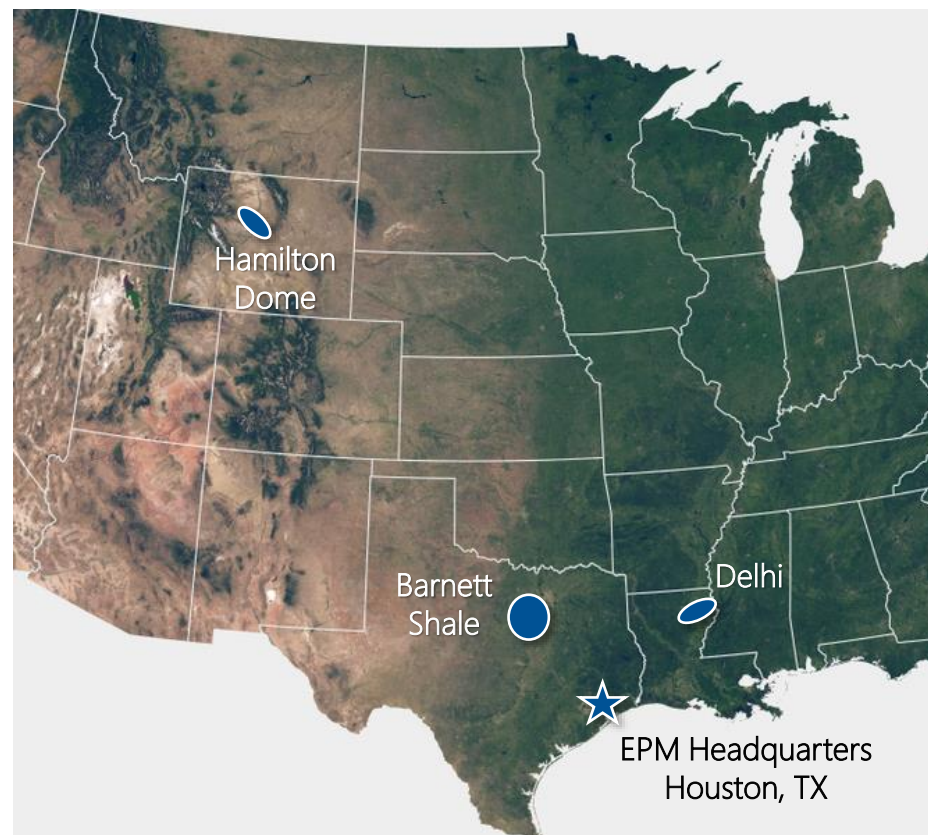 Hamilton
Dome
Barnett
Shale
Delhi
EPM Headquarters
Houston, TX